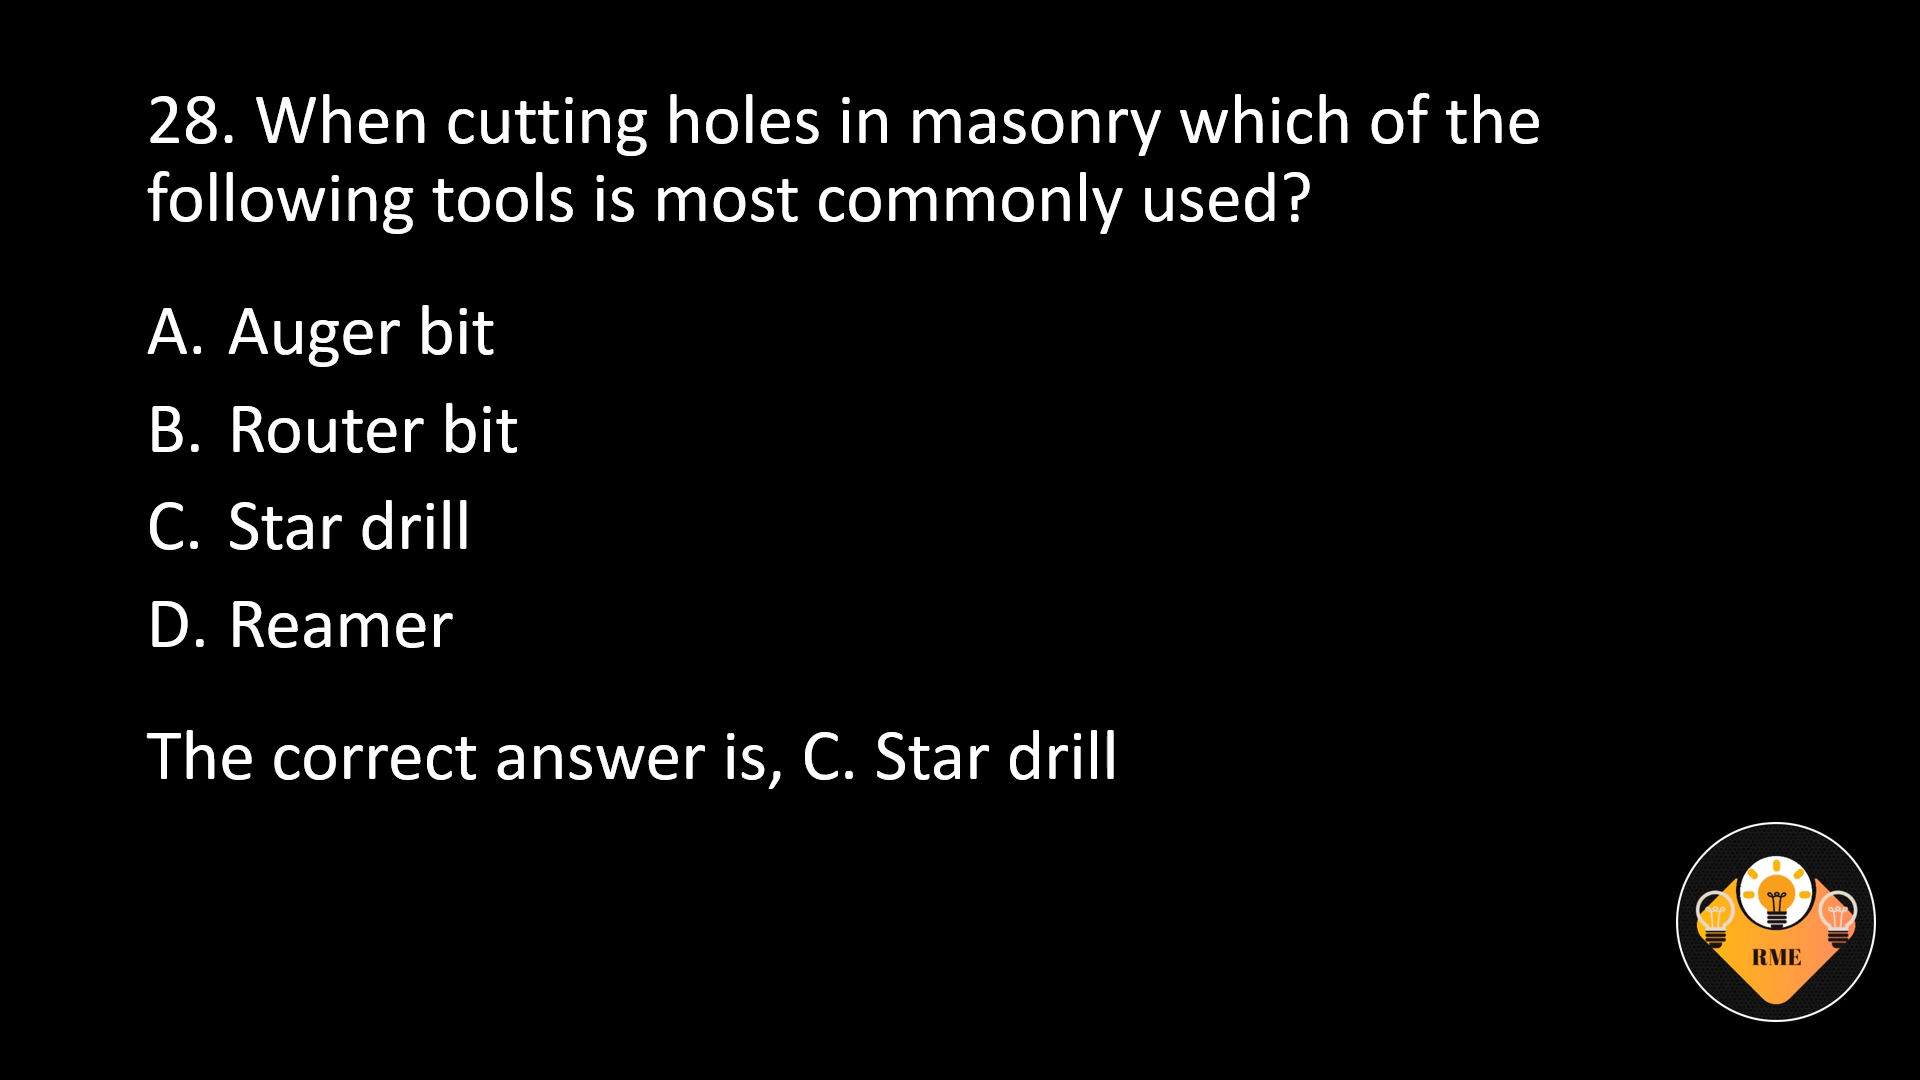 28. When cutting holes in masonry which of the
following tools is most commonly used?
A. Auger bit
B. Router bit
C. Star drill
D. Reamer
The correct answer is, C. Star drill
RME